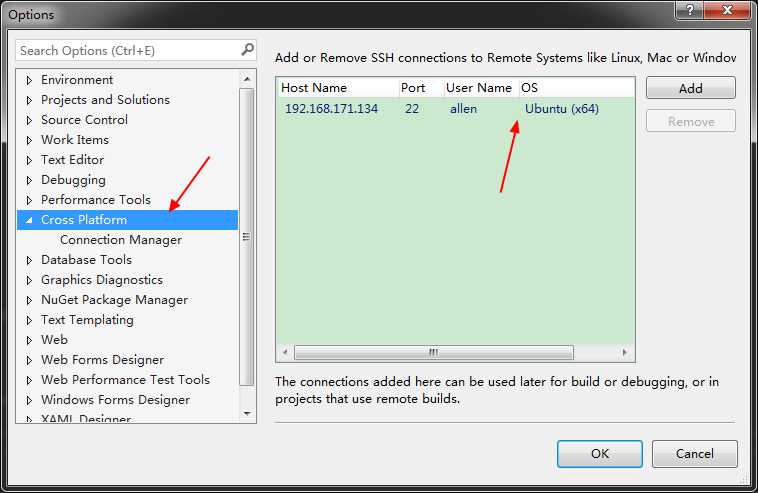 Options
?
Search Options (Ctrl+E)
Environment
Projects and Solutions
Source Control
Work Items
Text Editor
Debugging
Performance Tools
Cross Platform
Connection Manager
Database Tools
Graphics Diagnostics
NuGet Package Manager
Text Templating
Web
Web Forms Designer
Web Performance Test Tools
Windows Forms Designer
XAML Designer
Add or Remove SSH connections to Remote Systems like Linux, Mac or Window
Host Name Port User Name OS
192.168.171.134 22 allen Ubuntu (x64)
Add
Remove
The connections added here can be used later for build or debugging, or in
projects that use remote builds.
OK Cancel